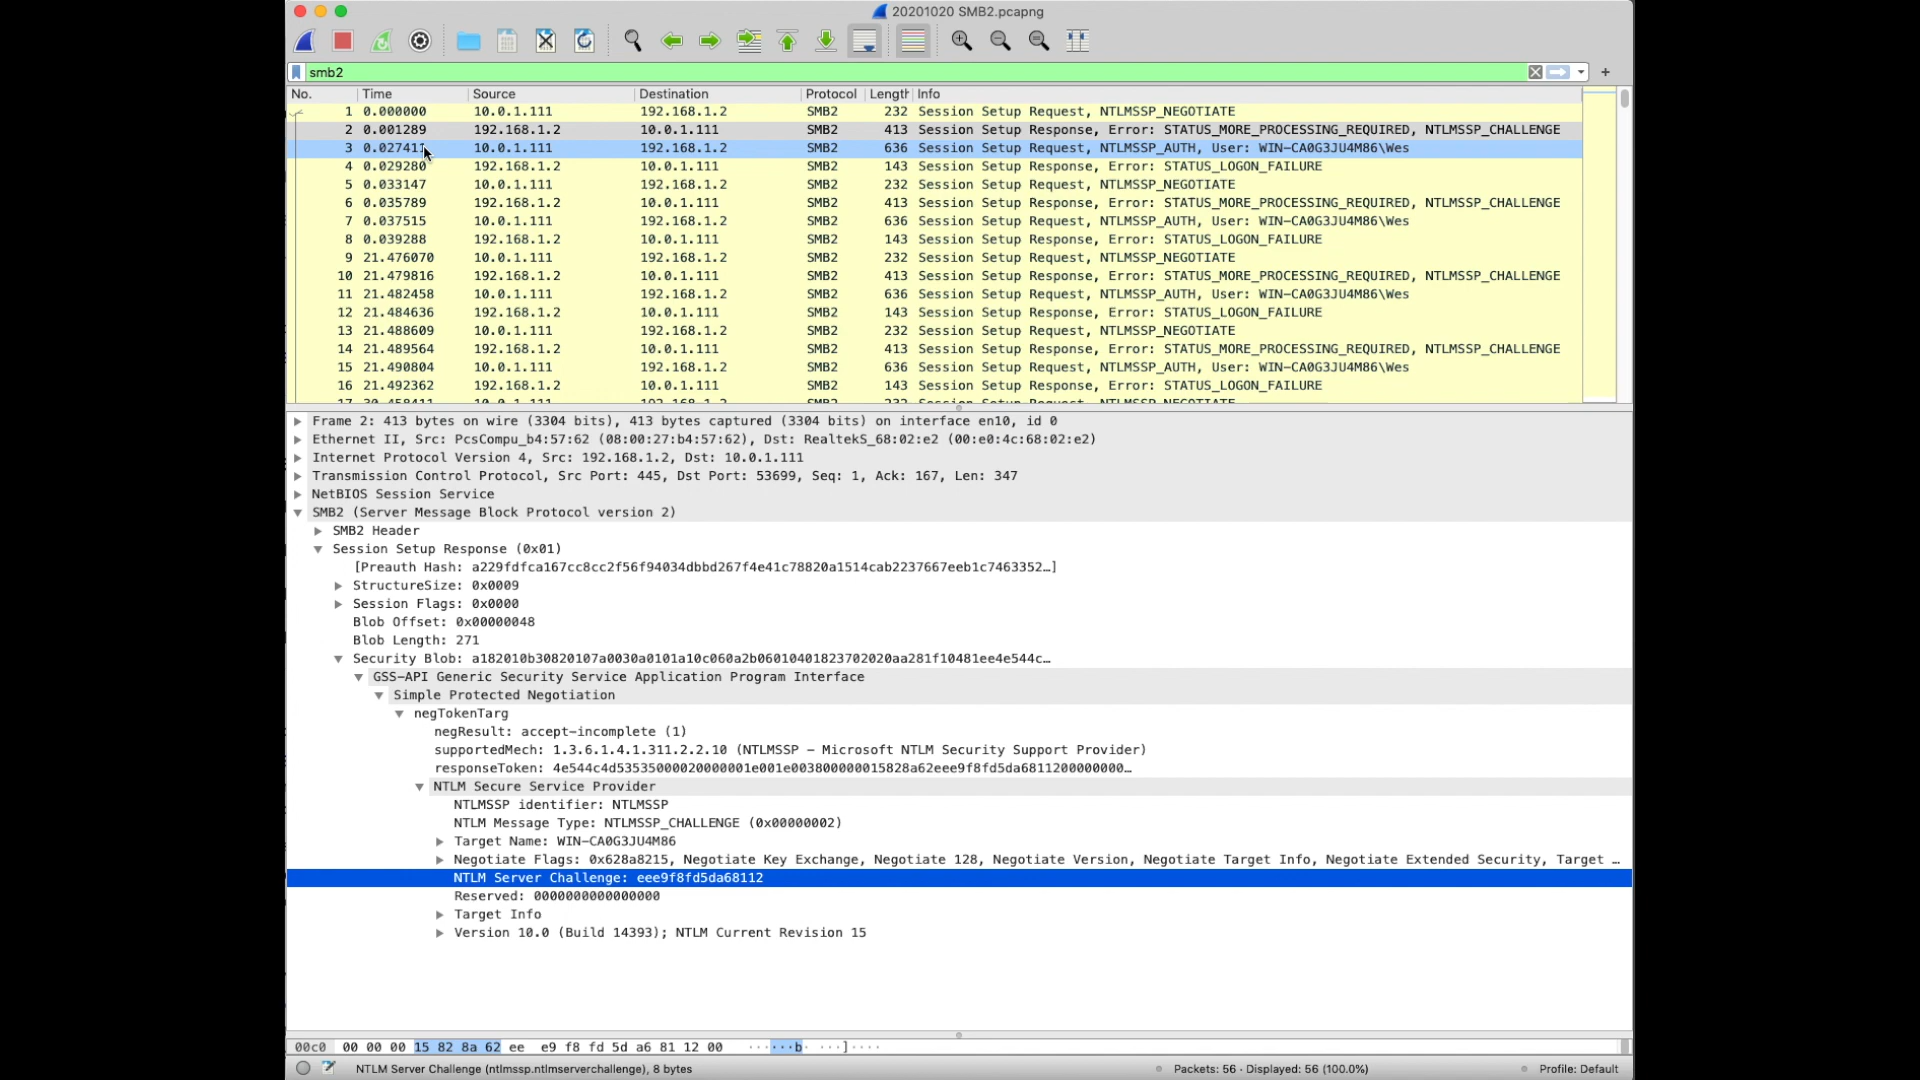 20201020 SMB2.pcapng
smb2
+
No. Time Source Destination Protocol Length Info
1 0.000000 10.0.1.111 192.168.1.2 SMB2 232 Session Setup Request, NTLMSSP_NEGOTIATE
2 0.001289 192.168.1.2 10.0.1.111 SMB2 413 Session Setup Response, Error: STATUS_MORE_PROCESSING_REQUIRED, NTLMSSP_CHALLENGE
3 0.027411 10.0.1.111 192.168.1.2 SMB2 636 Session Setup Request, NTLMSSP_AUTH, User: WIN-CA0G3JU4M86\Wes
4 0.029280 192.168.1.2 10.0.1.111 SMB2 143 Session Setup Response, Error: STATUS_LOGON_FAILURE
5 0.033147 10.0.1.111 192.168.1.2 SMB2 232 Session Setup Request, NTLMSSP_NEGOTIATE
6 0.035789 192.168.1.2 10.0.1.111 SMB2 413 Session Setup Response, Error: STATUS_MORE_PROCESSING_REQUIRED, NTLMSSP_CHALLENGE
7 0.037515 10.0.1.111 192.168.1.2 SMB2 636 Session Setup Request, NTLMSSP_AUTH, User: WIN-CA0G3JU4M86\Wes
8 0.039288 192.168.1.2 10.0.1.111 SMB2 143 Session Setup Response, Error: STATUS_LOGON_FAILURE
9 21.476070 10.0.1.111 192.168.1.2 SMB2 232 Session Setup Request, NTLMSSP_NEGOTIATE
10 21.479816 192.168.1.2 10.0.1.111 SMB2 413 Session Setup Response, Error: STATUS_MORE_PROCESSING_REQUIRED, NTLMSSP_CHALLENGE
11 21.482458 10.0.1.111 192.168.1.2 SMB2 636 Session Setup Request, NTLMSSP_AUTH, User: WIN-CA0G3JU4M86\Wes
12 21.484636 192.168.1.2 10.0.1.111 SMB2 143 Session Setup Response, Error: STATUS_LOGON_FAILURE
13 21.488609 10.0.1.111 192.168.1.2 SMB2 232 Session Setup Request, NTLMSSP_NEGOTIATE
14 21.489564 192.168.1.2 10.0.1.111 SMB2 413 Session Setup Response, Error: STATUS_MORE_PROCESSING_REQUIRED, NTLMSSP_CHALLENGE
15 21.490804 10.0.1.111 192.168.1.2 SMB2 636 Session Setup Request, NTLMSSP_AUTH, User: WIN-CA0G3JU4M86\Wes
16 21.492362 192.168.1.2 10.0.1.111 SMB2 143 Session Setup Response, Error: STATUS_LOGON_FAILURE
Frame 2: 413 bytes on wire (3304 bits), 413 bytes captured (3304 bits) on interface en10, id 0
Ethernet II, Src: PcsCompu_b4:57:62 (08:00:27:b4:57:62), Dst: RealtekS_68:02:e2 (00:e0:4c:68:02:e2)
Internet Protocol Version 4, Src: 192.168.1.2, Dst: 10.0.1.111
Transmission Control Protocol, Src Port: 445, Dst Port: 53699, Seq: 1, Ack: 167, Len: 347
NetBIOS Session Service
SMB2 (Server Message Block Protocol version 2)
SMB2 Header
Session Setup Response (0x01)
[Preauth Hash: a229fdfca167cc8cc2f56f94034dbbd267f4e41c78820a1514cab2237667eeb1c7463352…]
StructureSize: 0x0009
Session Flags: 0x0000
Blob Offset: 0x00000048
Blob Length: 271
Security Blob: a182010b30820107a0030a0101a10c060a2b06010401823702020aa281f10481ee4e544c…
GSS-API Generic Security Service Application Program Interface
Simple Protected Negotiation
negTokenTarg
negResult: accept-incomplete (1)
supportedMech: 1.3.6.1.4.1.311.2.2.10 (NTLMSSP - Microsoft NTLM Security Support Provider)
responseToken: 4e544c4d53535000020000001e001e003800000015828a62eee9f8fd5da6811200000000…
NTLM Secure Service Provider
NTLMSSP identifier: NTLMSSP
NTLM Message Type: NTLMSSP_CHALLENGE (0x00000002)
Target Name: WIN-CA0G3JU4M86
Negotiate Flags: 0x628a8215, Negotiate Key Exchange, Negotiate 128, Negotiate Version, Negotiate Target Info, Negotiate Extended Security, Target …
NTLM Server Challenge: eee9f8fd5da68112
Reserved: 0000000000000000
Target Info
Version 10.0 (Build 14393); NTLM Current Revision 15
00c0 00 00 00 15 82 8a 62 ee e9 f8 fd 5d a6 81 12 00 ······b· ···]····
NTLM Server Challenge (ntlmssp.ntlmserverchallenge), 8 bytes
Packets: 56 · Displayed: 56 (100.0%)
Profile: Default